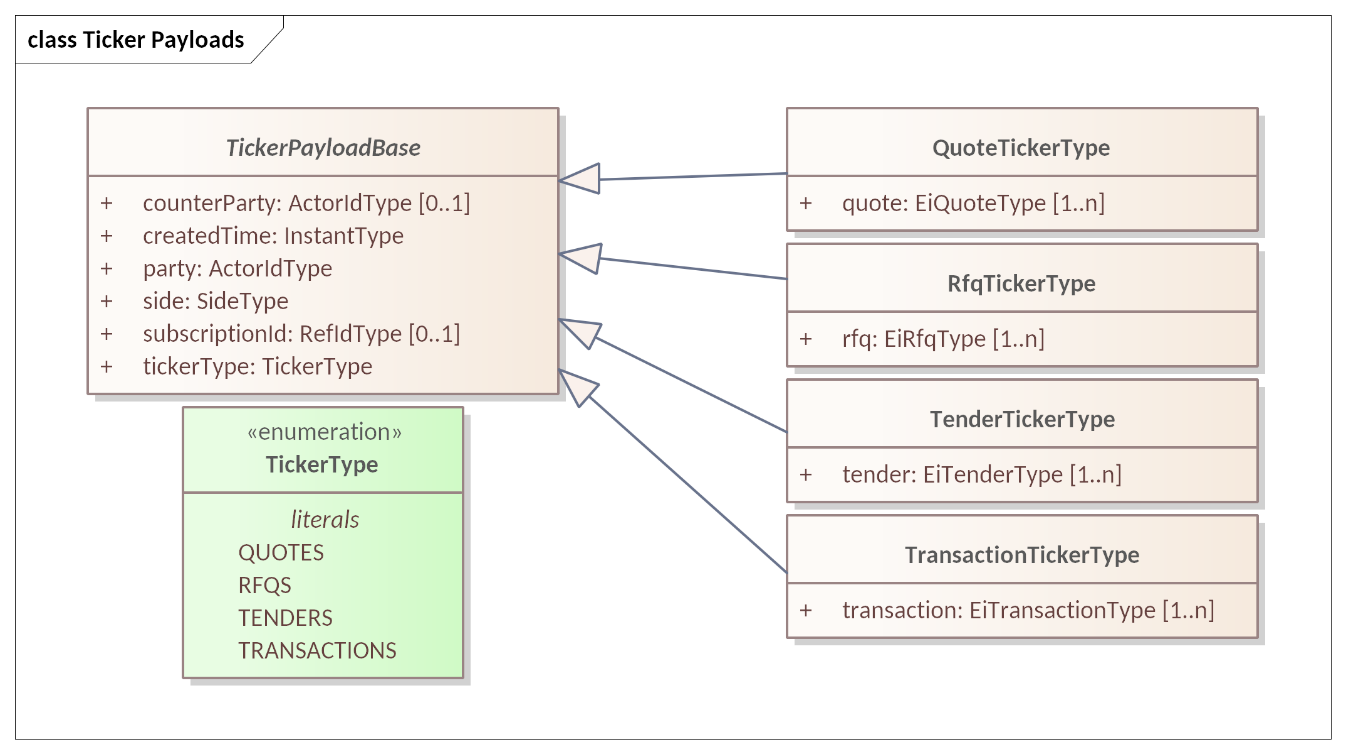 class Ticker Payloads
TickerPayloadBase
+ counterParty: ActorIdType [0..1]
+ createdTime: InstantType
+ party: ActorIdType
+ side: SideType
+ subscriptionId: RefIdType [0..1]
+ tickerType: TickerType
«enumeration»
TickerType
literals
QUOTES
RFQS
TENDERS
TRANSACTIONS
QuoteTickerType
+ quote: EiQuoteType [1..n]
RfqTickerType
+ rfq: EiRfqType [1..n]
TenderTickerType
+ tender: EiTenderType [1..n]
TransactionTickerType
+ transaction: EiTransactionType [1..n]